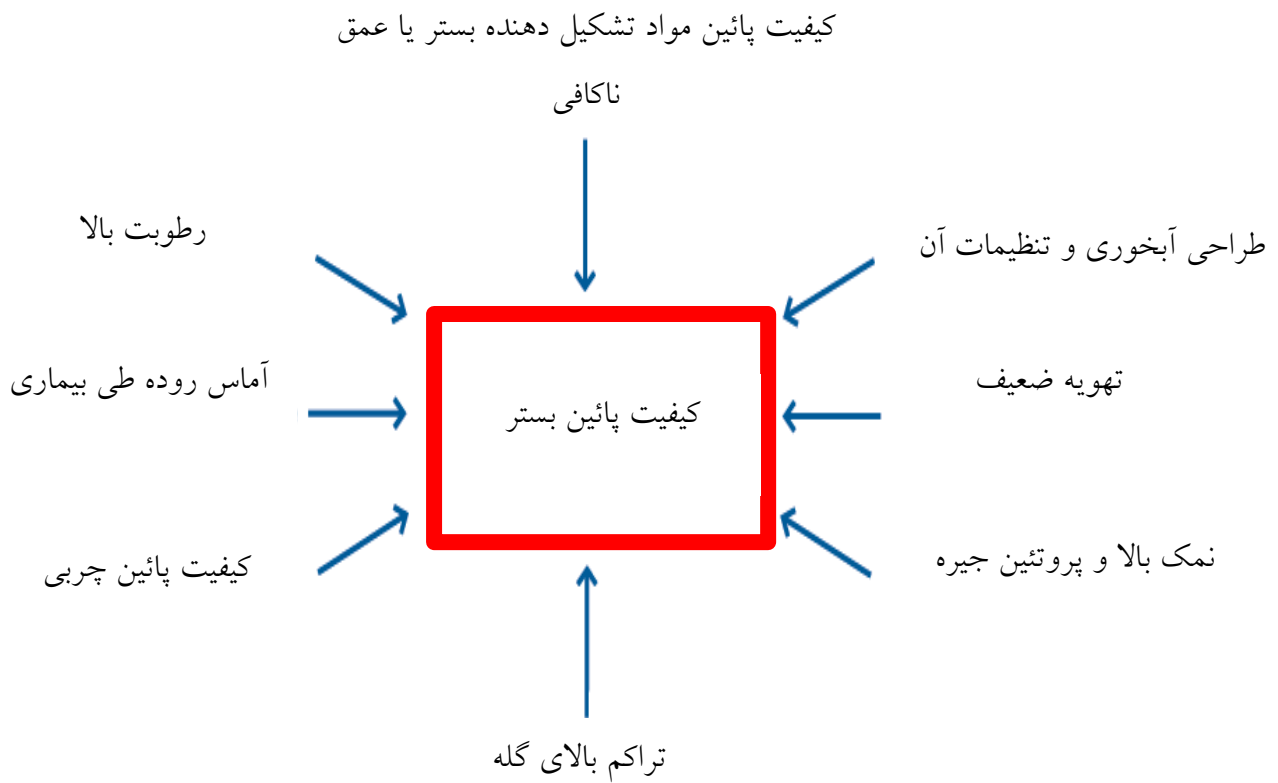 کیفیت پائین مواد تشکیل دهنده بستر یا عمق
ناکافی
طراحی آبخوری و تنظیمات آن
رطوبت بالا
تهویه ضعیف
کیفیت پائین بستر
آماس روده طی بیماری
نمک بالا و پروتئین جیره
کیفیت پائین چربی
تراکم بالای گله